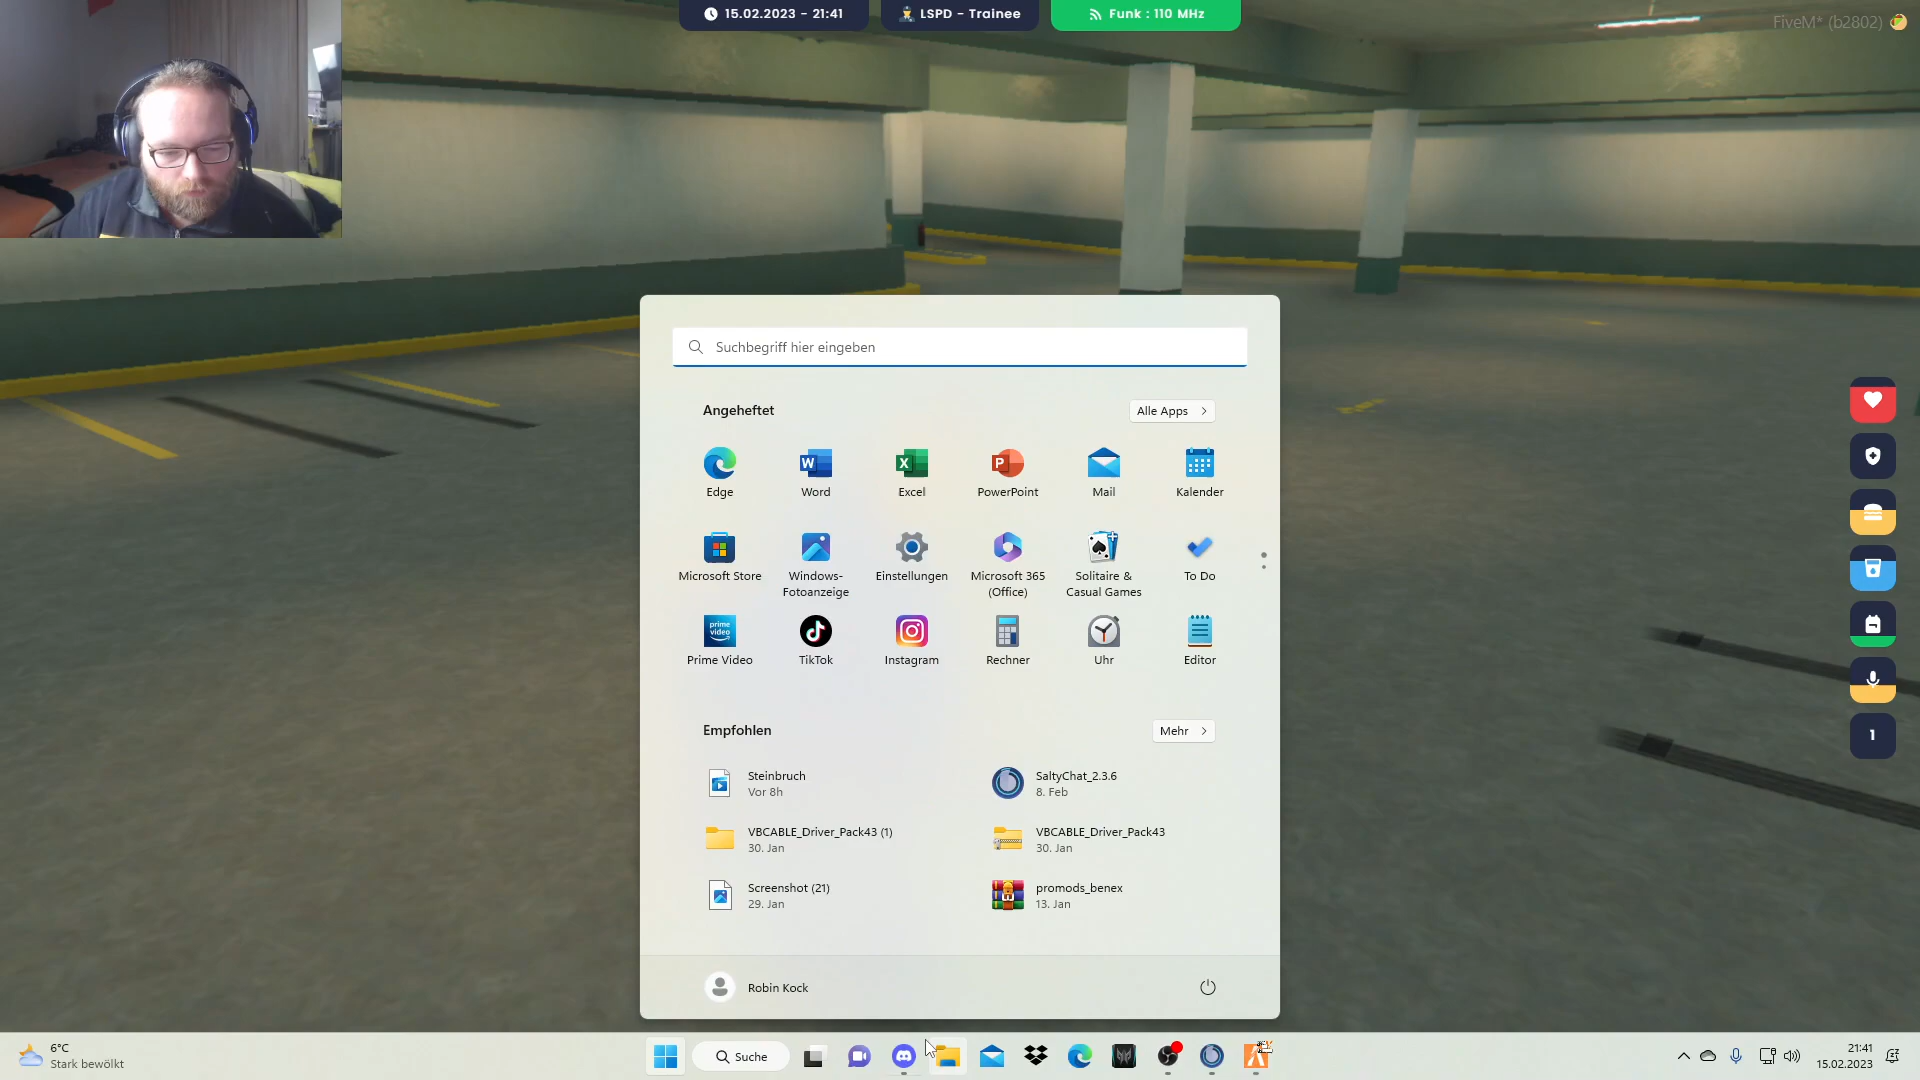 15.02.2023 - 21:41
LSPD - Trainee
Funk : 110 MHz
FiveM* (b2802)
Suchbegriff hier eingeben
Angeheftet
Alle Apps
Edge
Word
Excel
PowerPoint
Mail
Kalender
Microsoft Store
Windows-
Fotoanzeige
Einstellungen
Microsoft 365
(Office)
Solitaire &
Casual Games
To Do
prime
video
Prime Video
TikTok
Instagram
Rechner
Uhr
Editor
Empfohlen
Mehr
Steinbruch
Vor 8h
SaltyChat_2.3.6
8. Feb
VBCABLE_Driver_Pack43 (1)
30. Jan
VBCABLE_Driver_Pack43
30. Jan
Screenshot (21)
29. Jan
promods_benex
13. Jan
1
Robin Kock
6°C
Stark bewölkt
Suche
21:41
15.02.2023